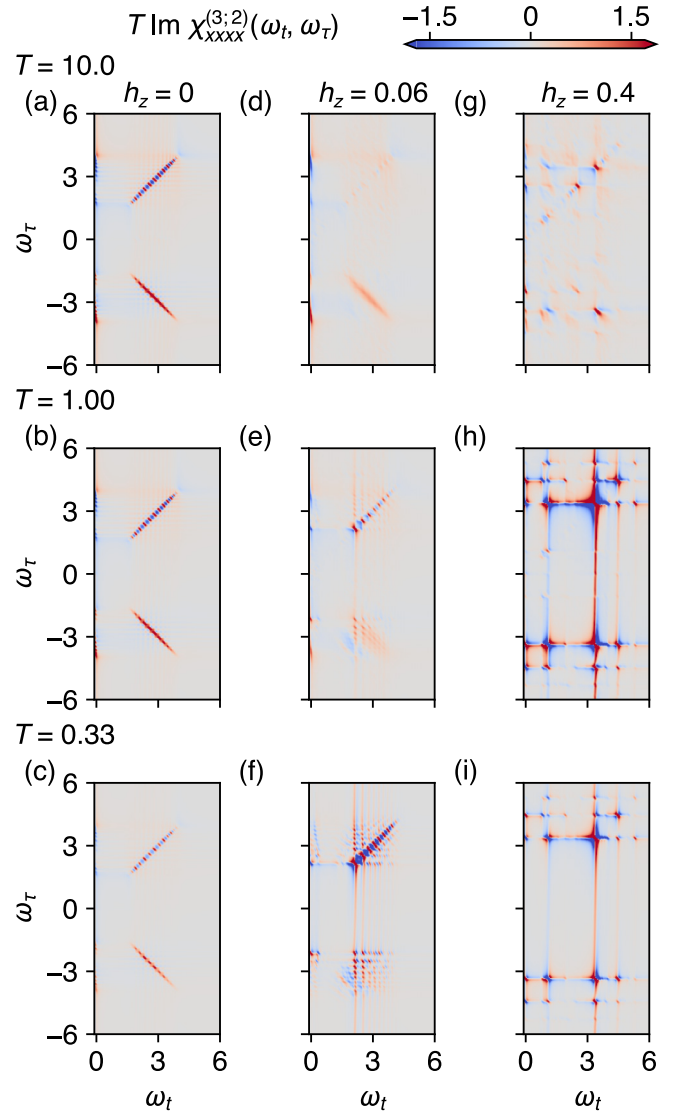 T Im χ^{(3;2)}_{xxxx}(ω_t, ω_τ)
−1.5 0 1.5
T = 10.0
(a) h_z = 0 (d) h_z = 0.06 (g) h_z = 0.4
6
3
0
−3
−6
ω_τ
T = 1.00
(b) (e) (h)
6
3
0
−3
−6
ω_τ
T = 0.33
(c) (f) (i)
6
3
0
−3
−6
ω_τ
0 3 6 0 3 6 0 3 6
ω_t ω_t ω_t